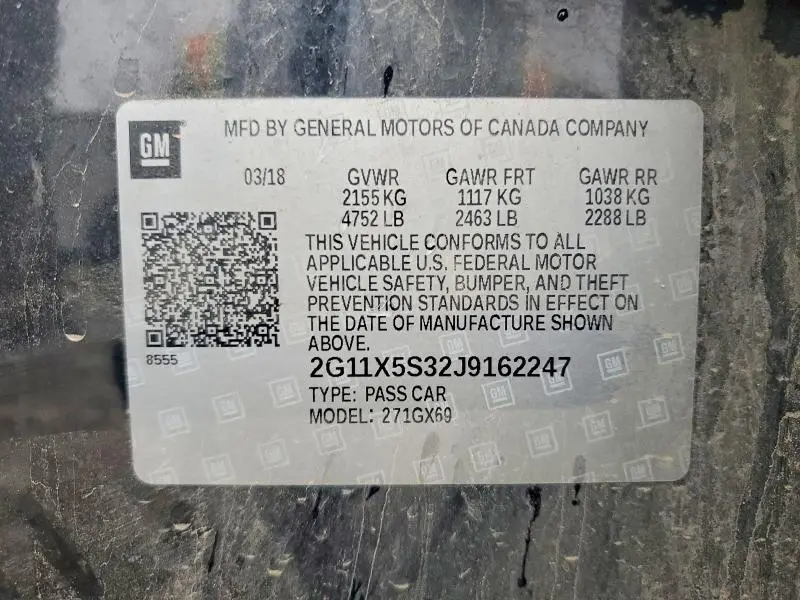 GM
MFD BY GENERAL MOTORS OF CANADA COMPANY
03/18 GVWR GAWR FRT GAWR RR
2155 KG 1117 KG 1038 KG
4752 LB 2463 LB 2288 LB
THIS VEHICLE CONFORMS TO ALL
APPLICABLE U.S. FEDERAL MOTOR
VEHICLE SAFETY, BUMPER, AND THEFT
PREVENTION STANDARDS IN EFFECT ON
THE DATE OF MANUFACTURE SHOWN
ABOVE.
8555
2G11X5S32J9162247
TYPE: PASS CAR
MODEL: 271GX69